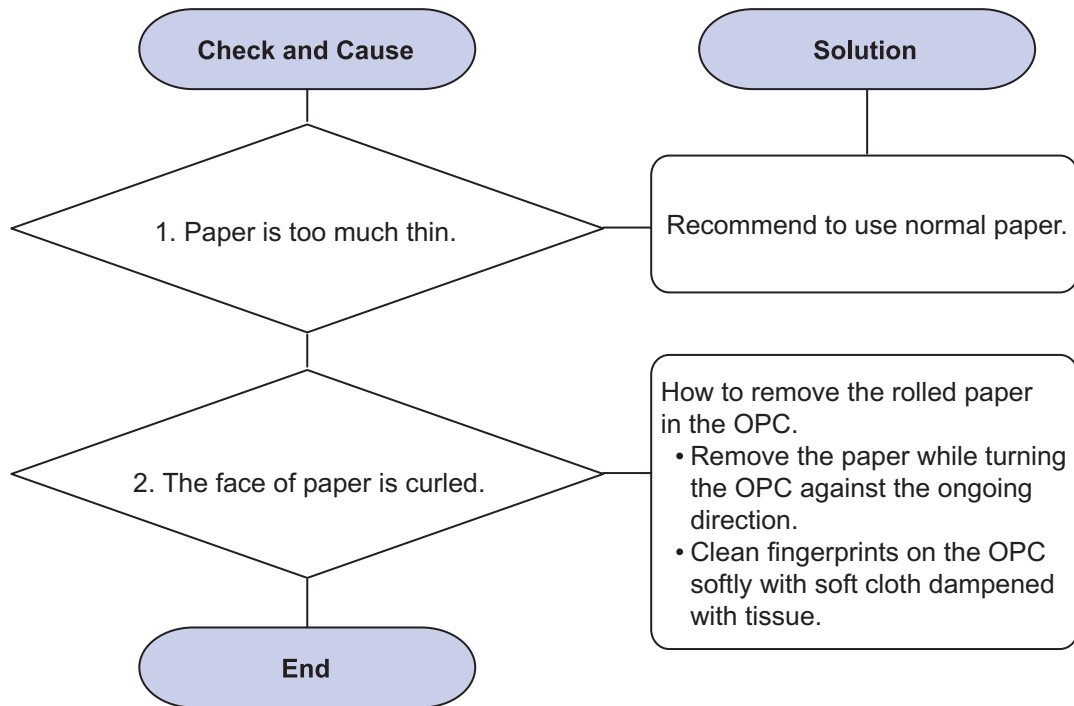 Check and Cause
Solution
1. Paper is too much thin.
Recommend to use normal paper.
2. The face of paper is curled.
How to remove the rolled paper
in the OPC.
• Remove the paper while turning
the OPC against the ongoing
direction.
• Clean fingerprints on the OPC
softly with soft cloth dampened
with tissue.
End